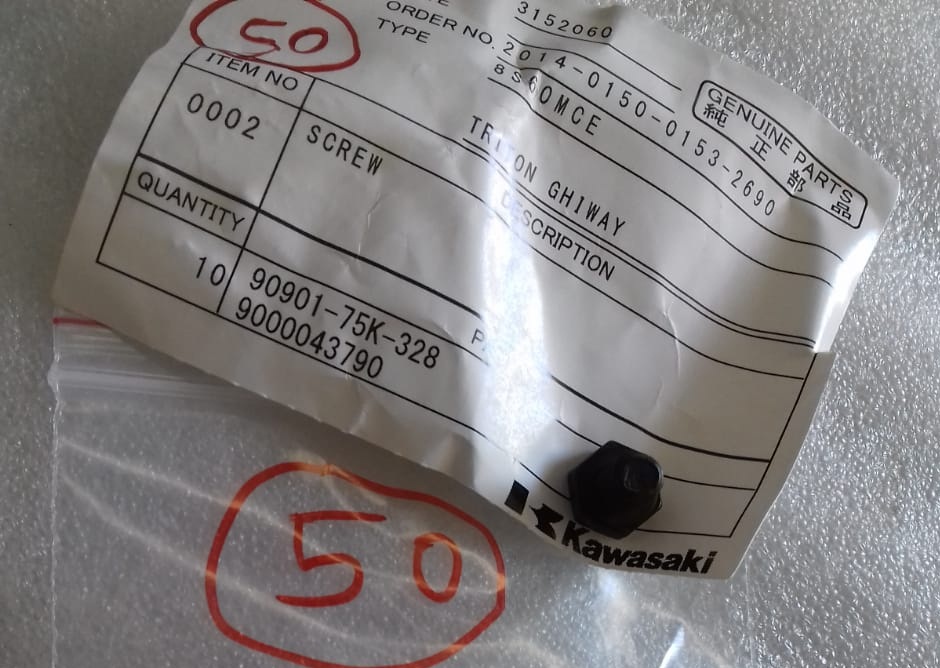 50
3152060
ORDER NO. 2014-0150-0153-2690
TYPE 8S60MCE
GENUINE PARTS
純正部品
TRITON GHIWAY
ITEM NO
DESCRIPTION
0002
SCREW
QUANTITY
10
90901-75K-328
9000043790
Kawasaki
50